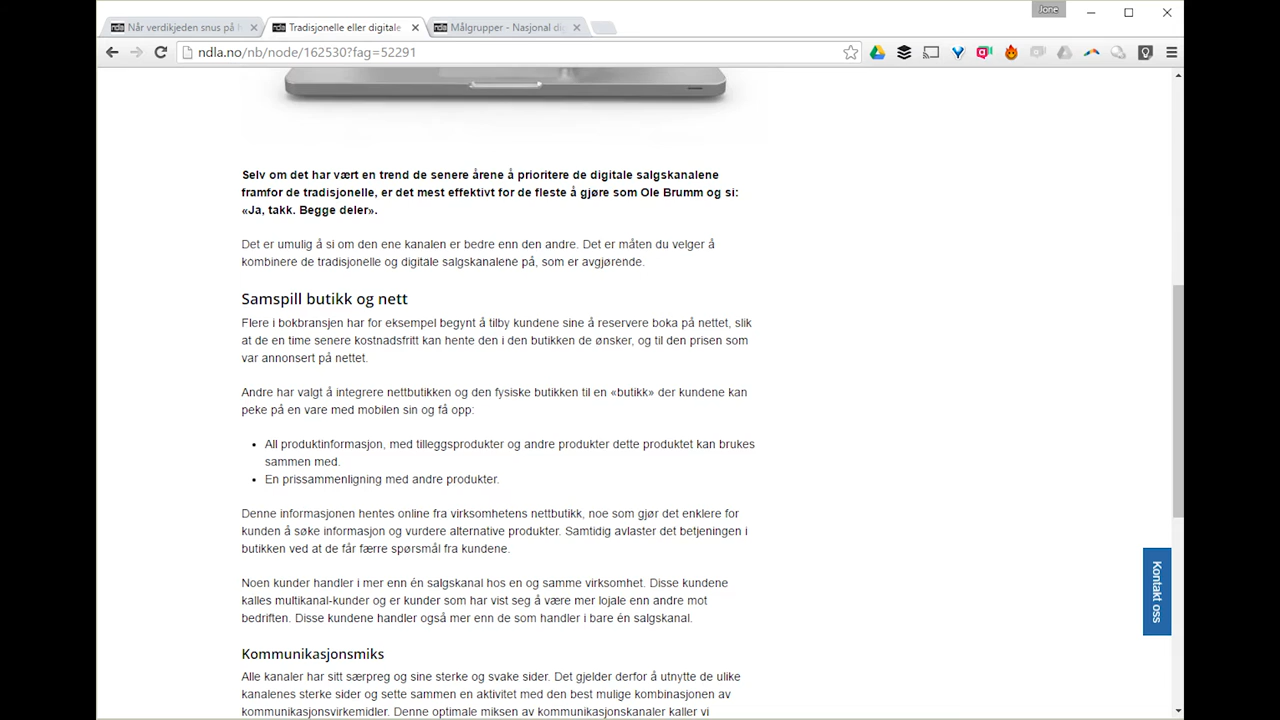 Jone
Når verdikjeden snus på
Tradisjonelle eller digitale
Målgrupper - Nasjonal di
ndla.no/nb/node/162530?fag=52291
Selv om det har vært en trend de senere årene å prioritere de digitale salgskanalene
framfor de tradisjonelle, er det mest effektivt for de fleste å gjøre som Ole Brumm og si:
«Ja, takk. Begge deler».
Det er umulig å si om den ene kanalen er bedre enn den andre. Det er måten du velger å
kombinere de tradisjonelle og digitale salgskanalene på, som er avgjørende.
Samspill butikk og nett
Flere i bokbransjen har for eksempel begynt å tilby kundene sine å reservere boka på nettet, slik
at de en time senere kostnadsfritt kan hente den i den butikken de ønsker, og til den prisen som
var annonsert på nettet.
Andre har valgt å integrere nettbutikken og den fysiske butikken til en «butikk» der kundene kan
peke på en vare med mobilen sin og få opp:
• All produktinformasjon, med tilleggsprodukter og andre produkter dette produktet kan brukes
sammen med.
• En prissammenligning med andre produkter.
Denne informasjonen hentes online fra virksomhetens nettbutikk, noe som gjør det enklere for
kunden å søke informasjon og vurdere alternative produkter. Samtidig avlaster det betjeningen i
butikken ved at de får færre spørsmål fra kundene.
Noen kunder handler i mer enn én salgskanal hos en og samme virksomhet. Disse kundene
kalles multikanal-kunder og er kunder som har vist seg å være mer lojale enn andre mot
bedriften. Disse kundene handler også mer enn de som handler i bare én salgskanal.
Kontakt oss
Kommunikasjonsmiks
Alle kanaler har sitt særpreg og sine sterke og svake sider. Det gjelder derfor å utnytte de ulike
kanalenes sterke sider og sette sammen en aktivitet med den best mulige kombinasjonen av
kommunikasjonsvirkemidler. Denne optimale miksen av kommunikasjonskanaler kaller vi